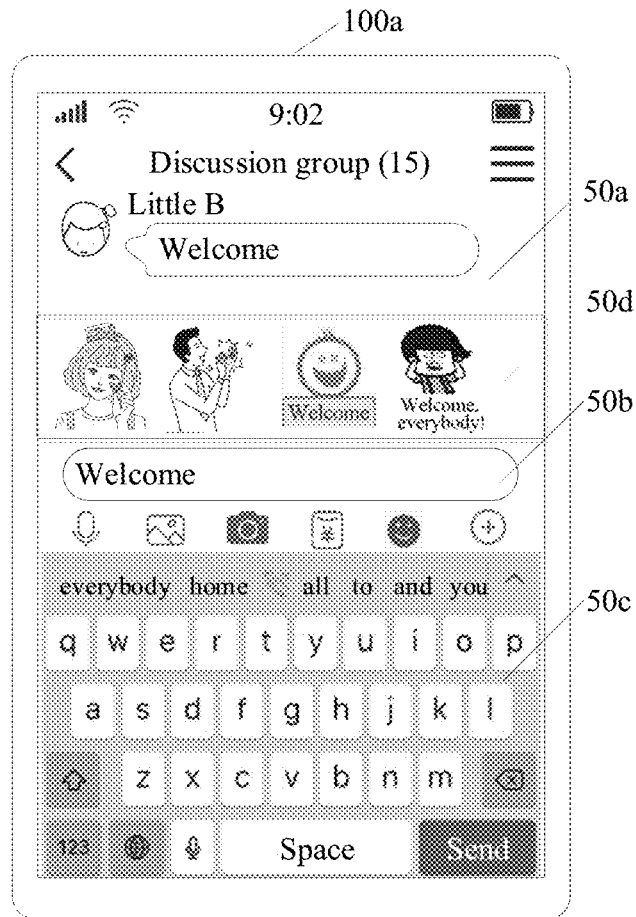 100a
9:02
Discussion group (15)
50a
Little B
Welcome
50d
Welcome
Welcome,
everybody!
50b
Welcome
¥
everybody home all to and you
50c
q w e r t y u i o p
a s d f g h j k l
z x c v b n m
123 Space Send